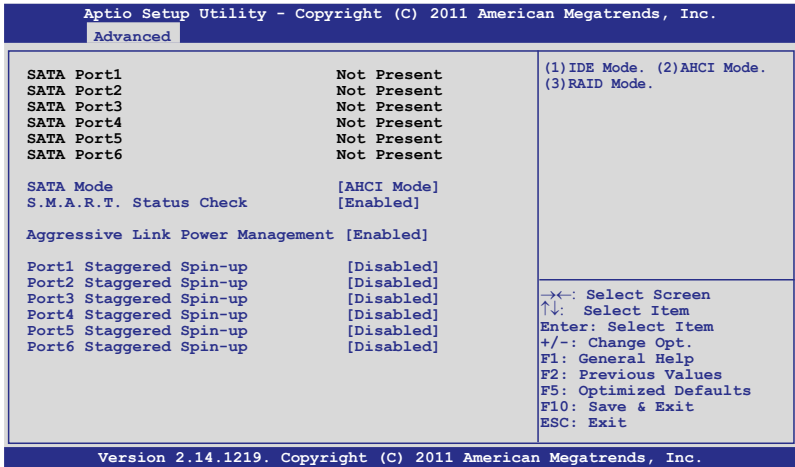 Aptio Setup Utility - Copyright (C) 2011 American Megatrends, Inc.
Advanced
SATA Port1 Not Present
SATA Port2 Not Present
SATA Port3 Not Present
SATA Port4 Not Present
SATA Port5 Not Present
SATA Port6 Not Present
SATA Mode [AHCI Mode]
S.M.A.R.T. Status Check [Enabled]
Aggressive Link Power Management [Enabled]
Port1 Staggered Spin-up [Disabled]
Port2 Staggered Spin-up [Disabled]
Port3 Staggered Spin-up [Disabled]
Port4 Staggered Spin-up [Disabled]
Port5 Staggered Spin-up [Disabled]
Port6 Staggered Spin-up [Disabled]
(1)IDE Mode. (2)AHCI Mode.
(3)RAID Mode.
→←: Select Screen
↑↓: Select Item
Enter: Select Item
+/-: Change Opt.
F1: General Help
F2: Previous Values
F5: Optimized Defaults
F10: Save & Exit
ESC: Exit
Version 2.14.1219. Copyright (C) 2011 American Megatrends, Inc.